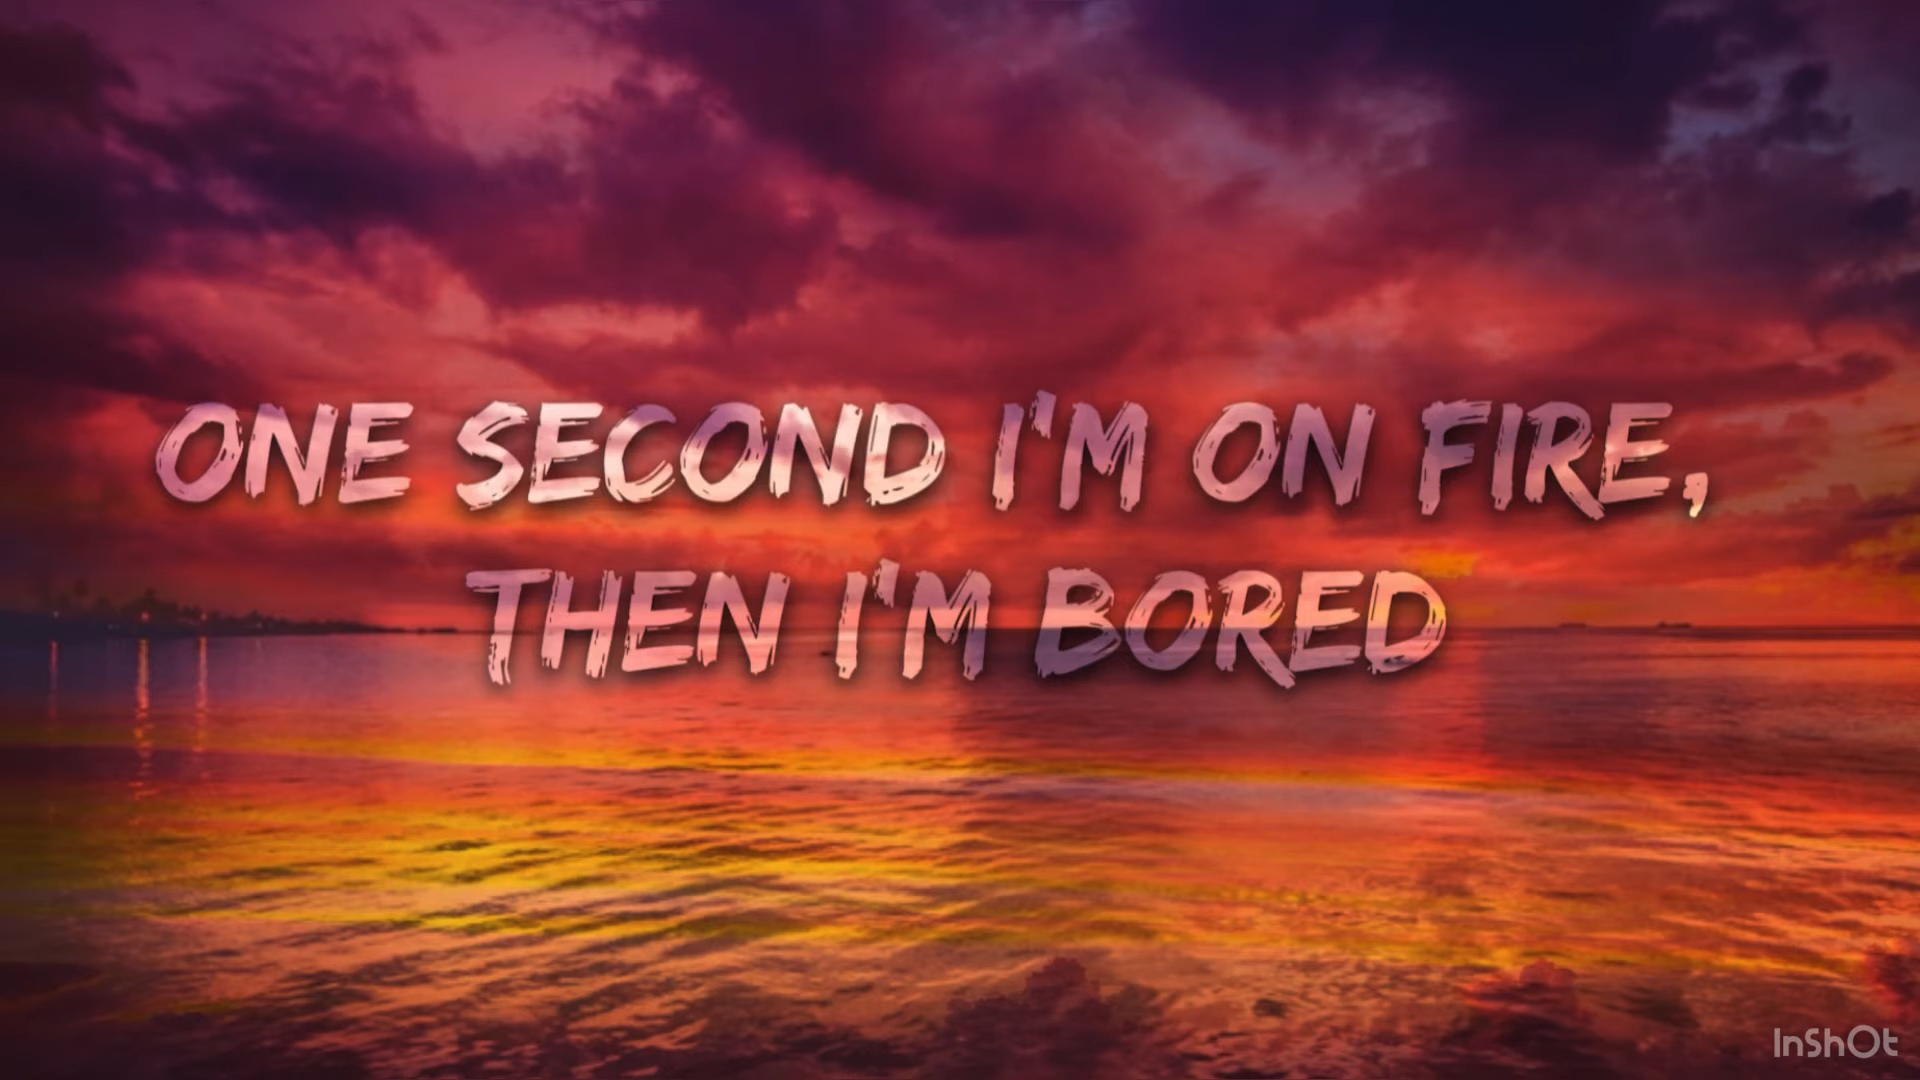 ONE SECOND I'M ON FIRE,
THEN I'M BORED
InShOt